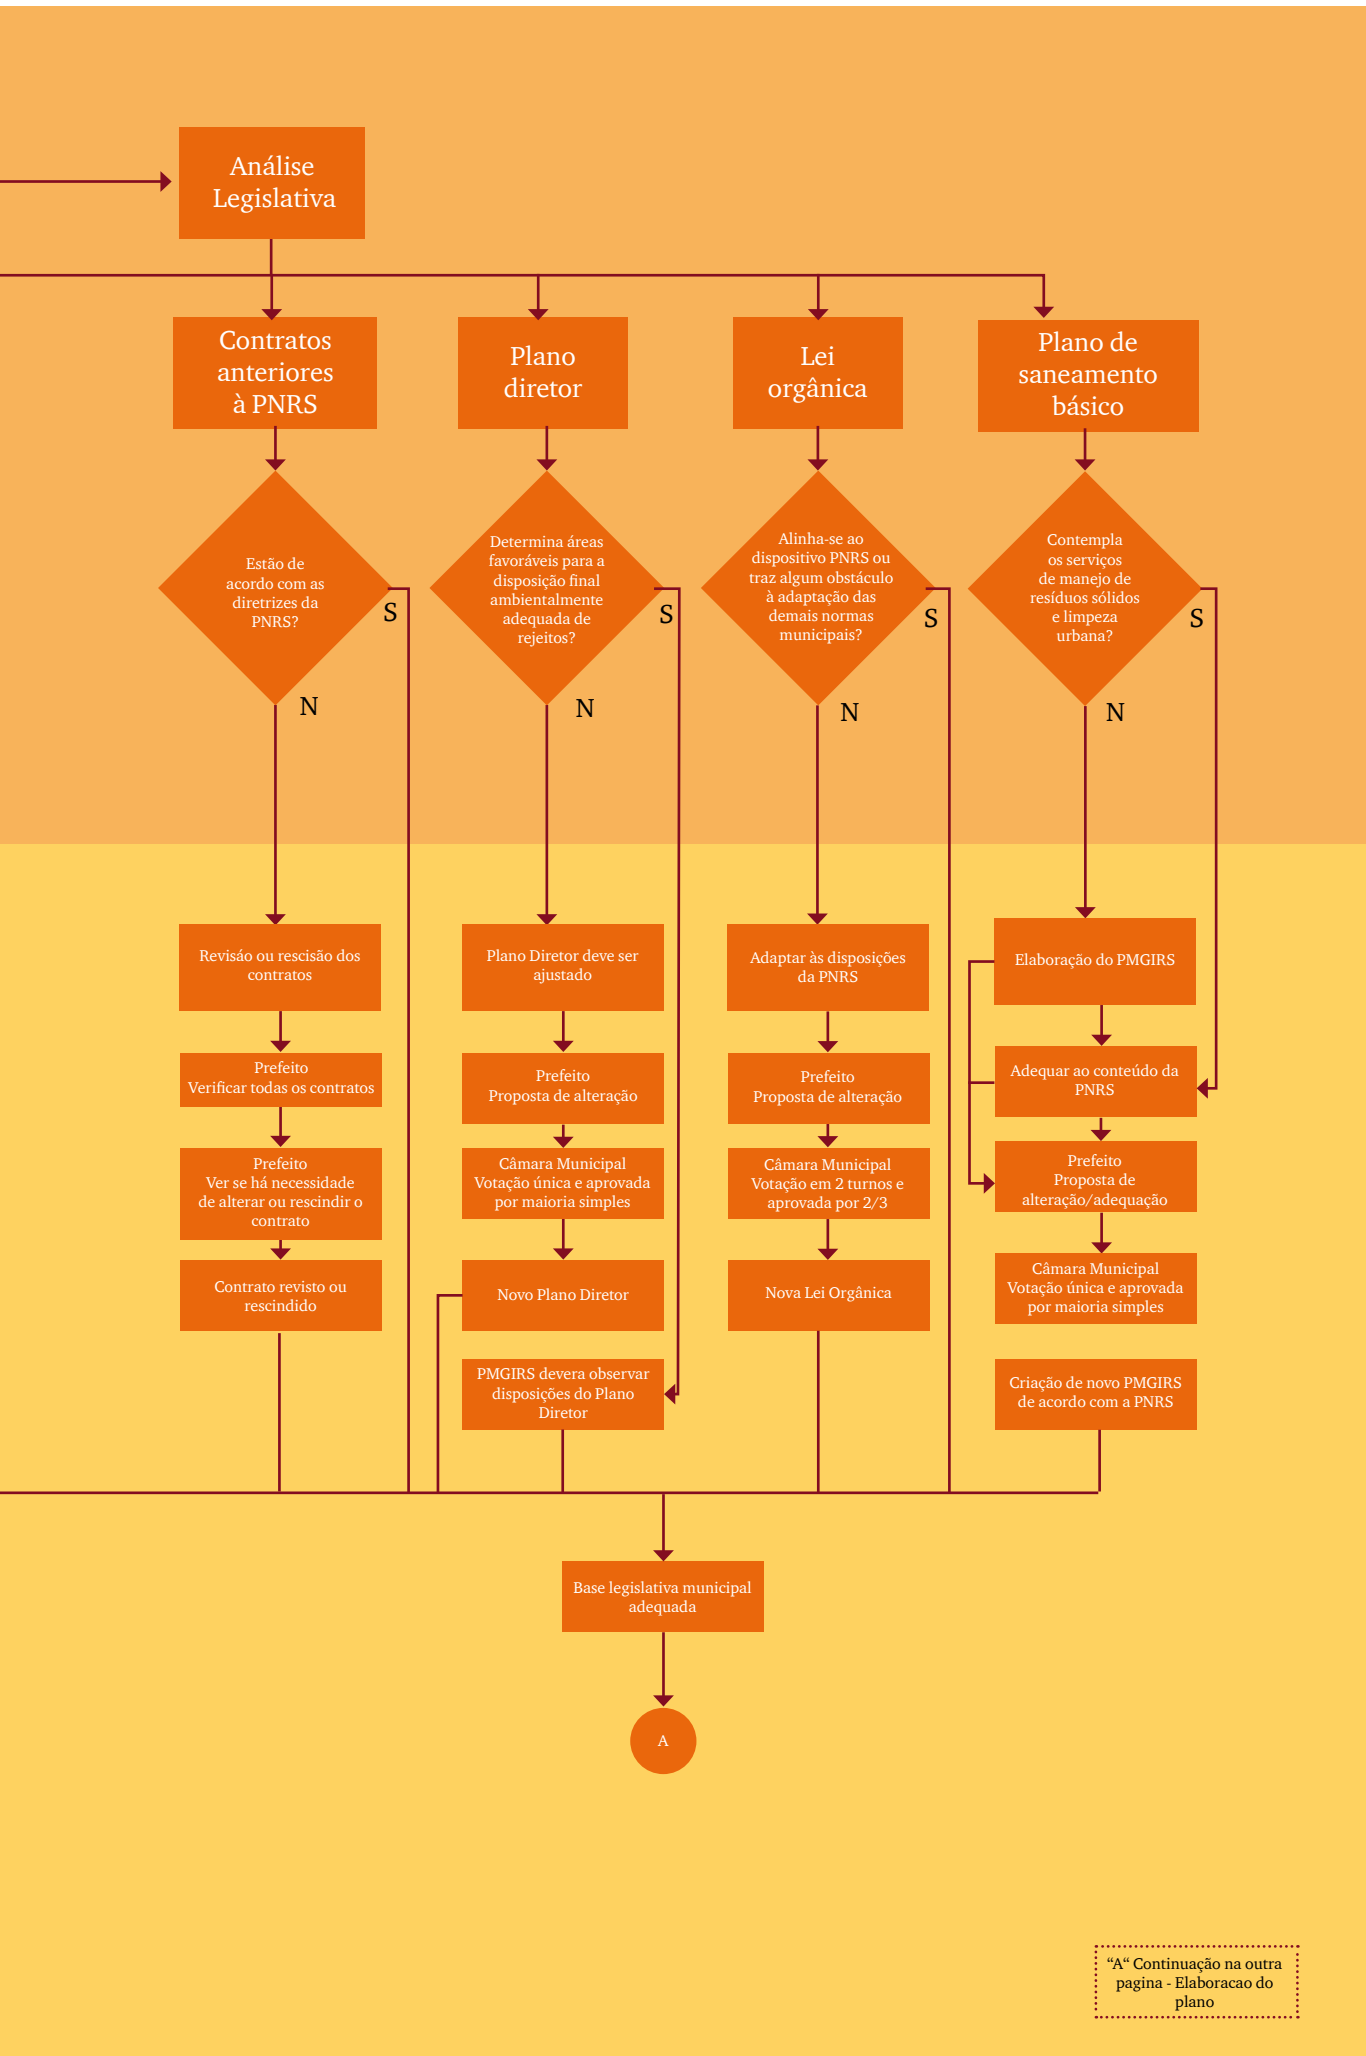 Análise
Legislativa
Contratos
anteriores
à PNRS
Plano
diretor
Lei
orgânica
Plano de
saneamento
básico
Estão de
acordo com as
diretrizes da
PNRS?
S
N
Determina áreas
favoráveis para a
disposição final
ambientalmente
adequada de
rejeitos?
S
N
Alinha-se ao
dispositivo PNRS ou
traz algum obstáculo
à adaptação das
demais normas
municipais?
S
N
Contempla
os serviços
de manejo de
resíduos sólidos
e limpeza
urbana?
S
N
Revisáo ou rescisão dos
contratos
Prefeito
Verificar todas os contratos
Prefeito
Ver se há necessidade
de alterar ou rescindir o
contrato
Contrato revisto ou
rescindido
Plano Diretor deve ser
ajustado
Prefeito
Proposta de alteração
Câmara Municipal
Votação única e aprovada
por maioria simples
Novo Plano Diretor
PMGIRS devera observar
disposições do Plano
Diretor
Adaptar às disposições
da PNRS
Prefeito
Proposta de alteração
Câmara Municipal
Votação em 2 turnos e
aprovada por 2/3
Nova Lei Orgânica
Elaboração do PMGIRS
Adequar ao conteúdo da
PNRS
Prefeito
Proposta de
alteração/adequação
Câmara Municipal
Votação única e aprovada
por maioria simples
Criação de novo PMGIRS
de acordo com a PNRS
Base legislativa municipal
adequada
A
“A“ Continuação na outra
pagina - Elaboracao do
plano